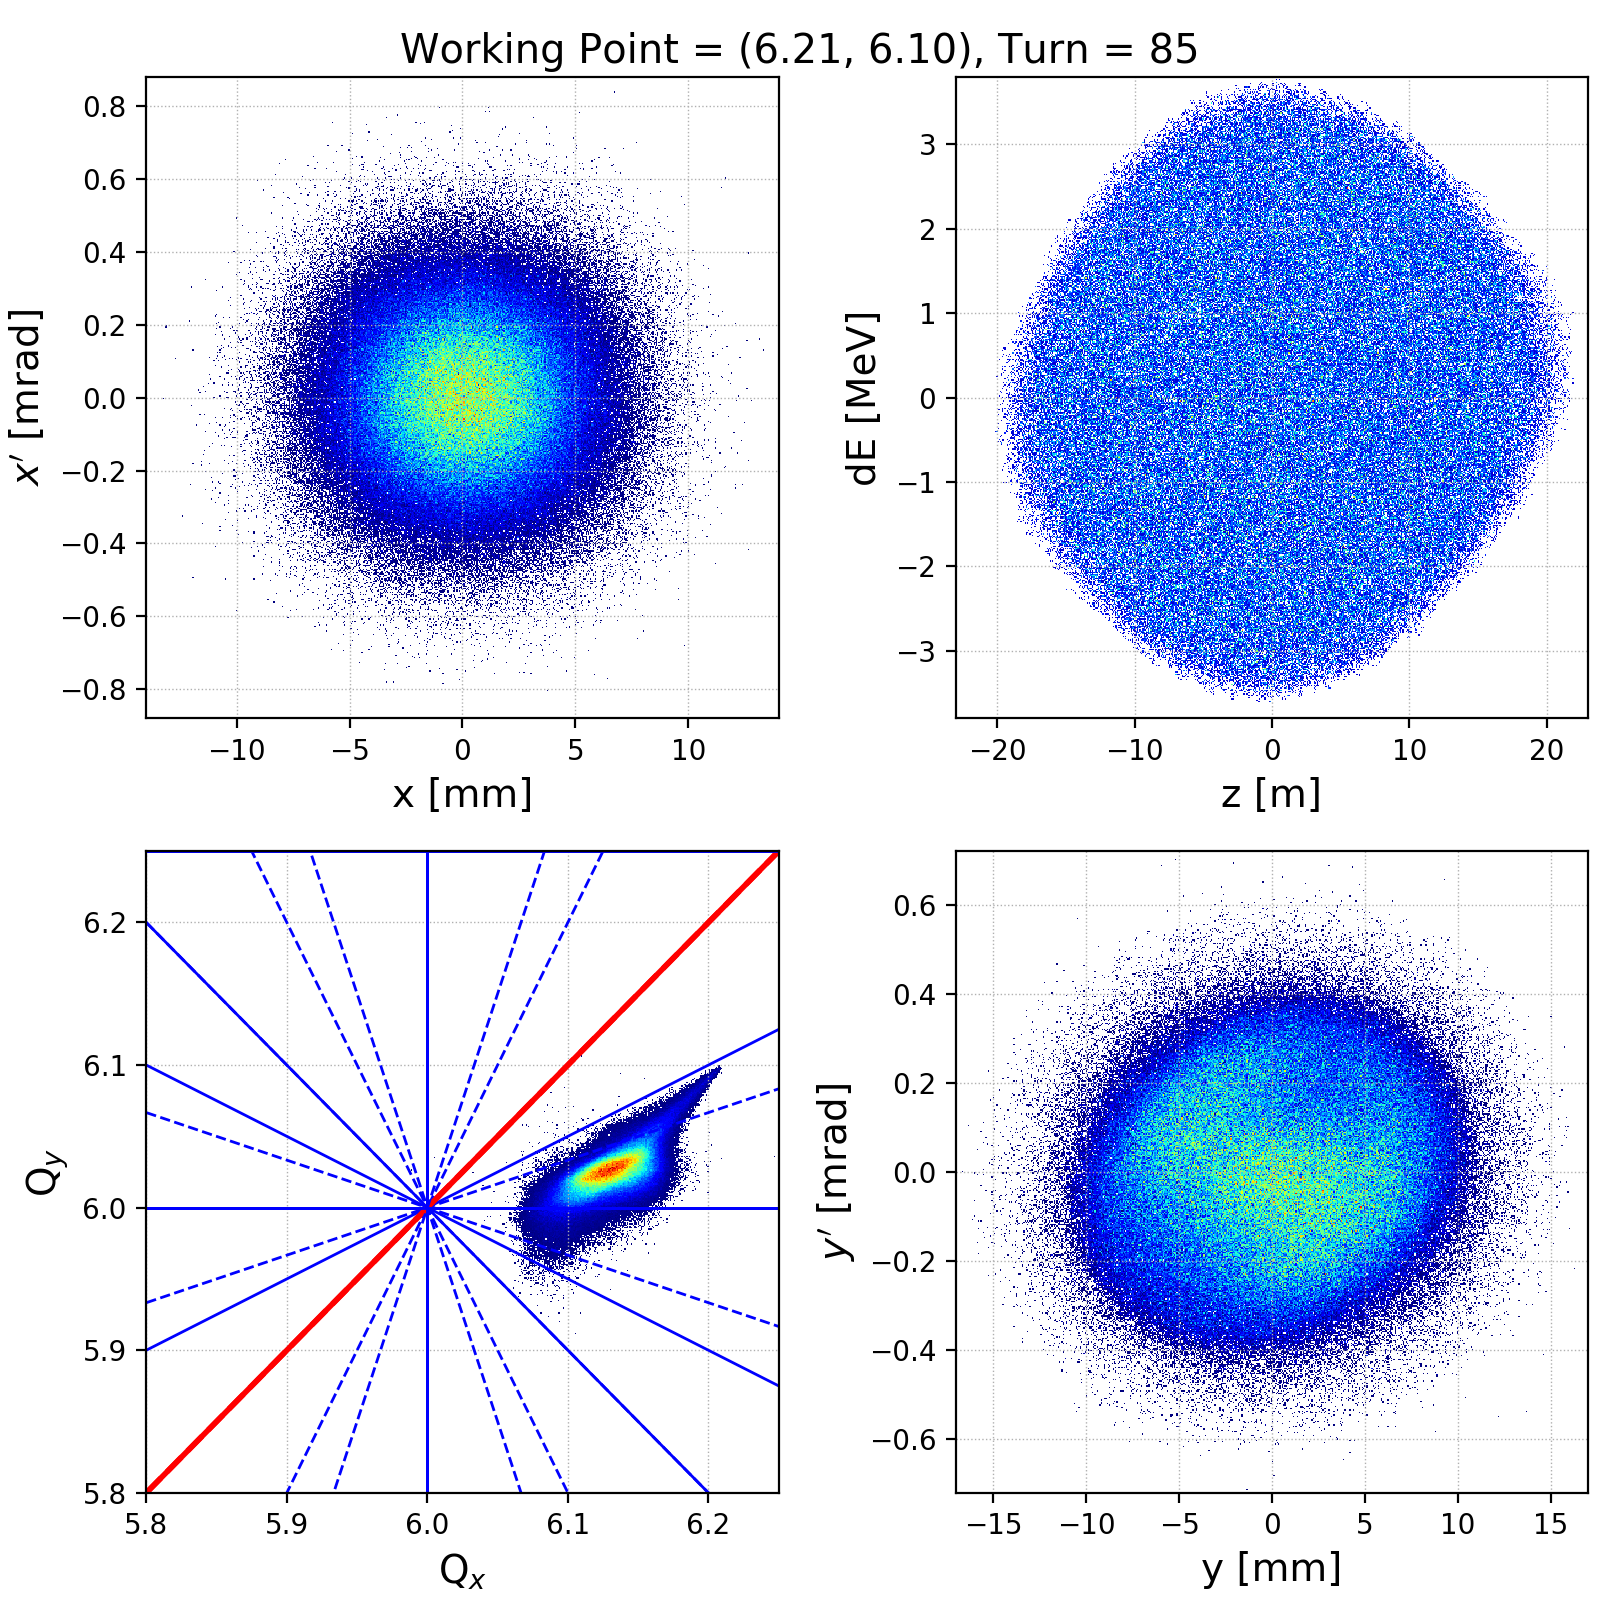 Working Point = (6.21, 6.10), Turn = 85
0.8
0.6
0.4
0.2
0.0
−0.2
−0.4
−0.6
−0.8
x′ [mrad]
−10 −5 0 5 10
x [mm]
3
2
1
0
−1
−2
−3
dE [MeV]
−20 −10 0 10 20
z [m]
6.2
6.1
6.0
5.9
5.8
Qy
5.8 5.9 6.0 6.1 6.2
Qx
0.6
0.4
0.2
0.0
−0.2
−0.4
−0.6
y′ [mrad]
−15 −10 −5 0 5 10 15
y [mm]